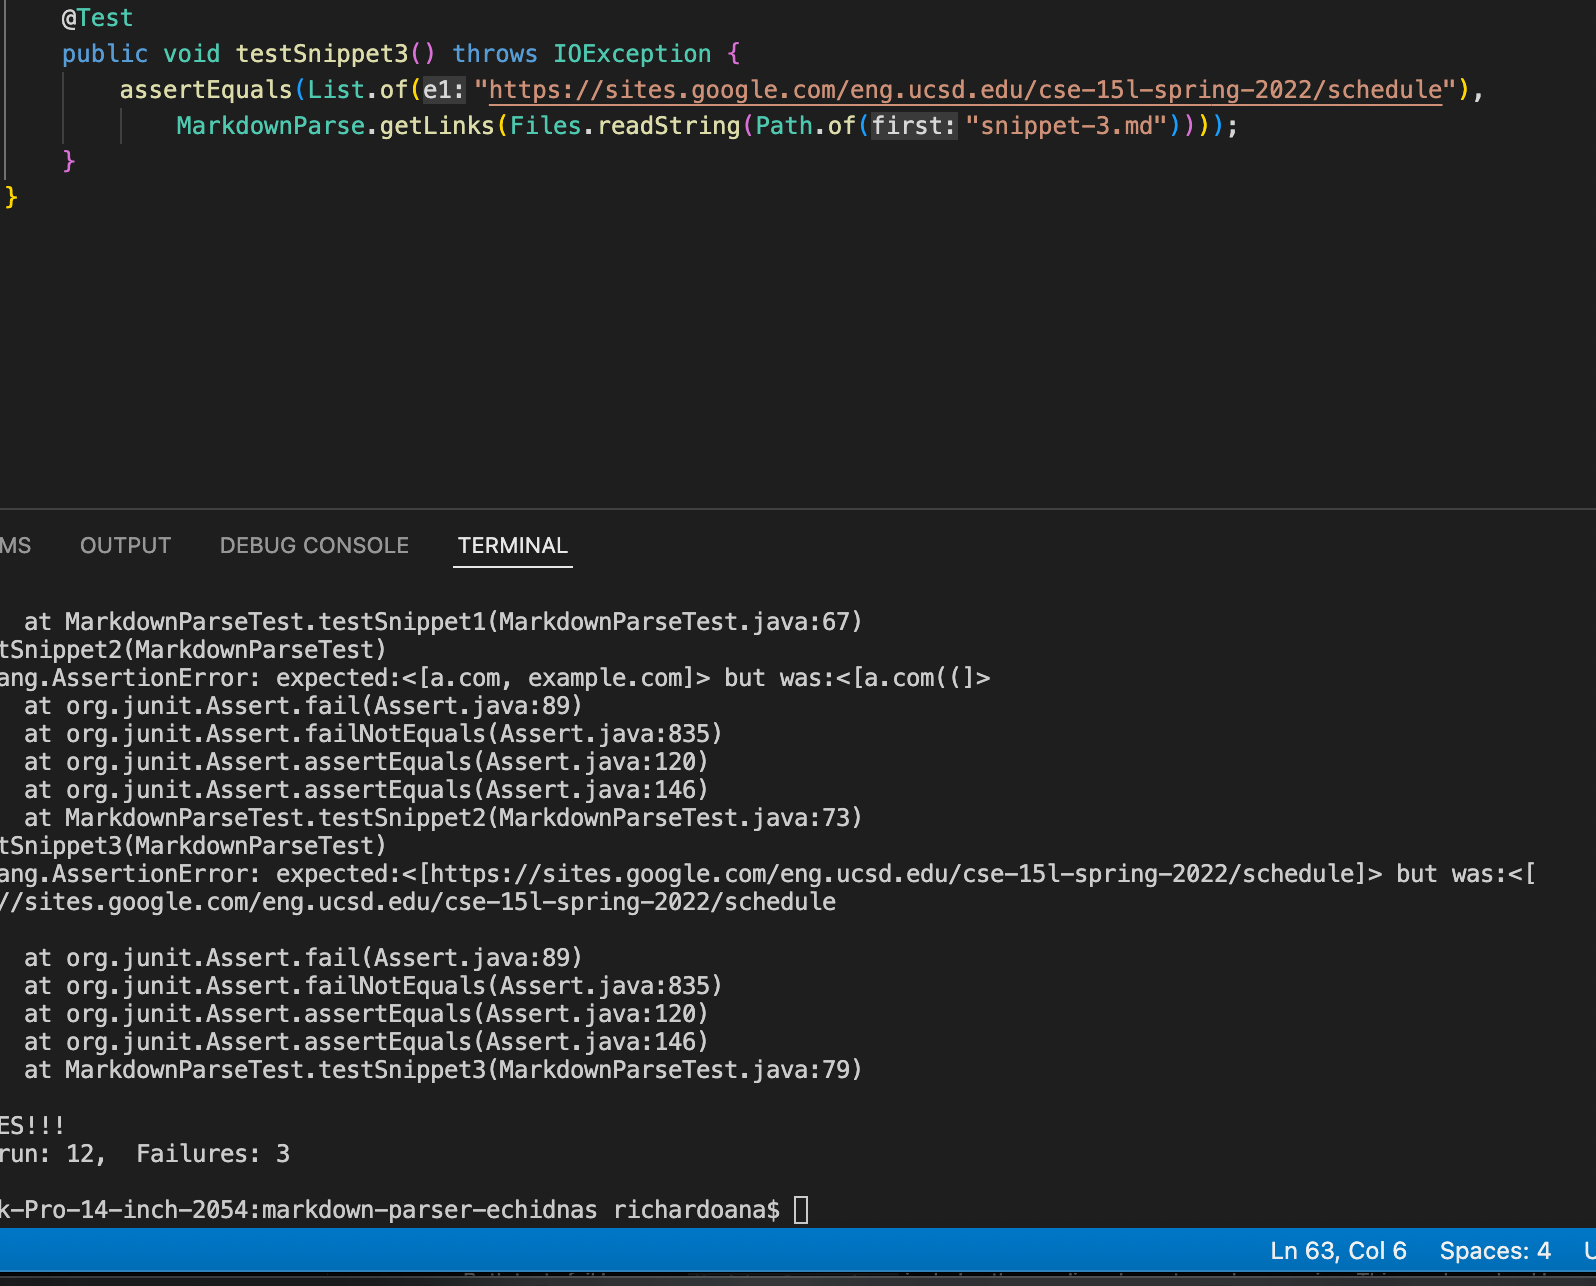 @Test
public void testSnippet3() throws IOException {
assertEquals(List.of(e1: "https://sites.google.com/eng.ucsd.edu/cse-15l-spring-2022/schedule"),
MarkdownParse.getLinks(Files.readString(Path.of(first: "snippet-3.md"))));
}
}
MS OUTPUT DEBUG CONSOLE TERMINAL
at MarkdownParseTest.testSnippet1(MarkdownParseTest.java:67)
tSnippet2(MarkdownParseTest)
ang.AssertionError: expected:<[a.com, example.com]> but was:<[a.com((]>
at org.junit.Assert.fail(Assert.java:89)
at org.junit.Assert.failNotEquals(Assert.java:835)
at org.junit.Assert.assertEquals(Assert.java:120)
at org.junit.Assert.assertEquals(Assert.java:146)
at MarkdownParseTest.testSnippet2(MarkdownParseTest.java:73)
tSnippet3(MarkdownParseTest)
ang.AssertionError: expected:<[https://sites.google.com/eng.ucsd.edu/cse-15l-spring-2022/schedule]> but was:<[
//sites.google.com/eng.ucsd.edu/cse-15l-spring-2022/schedule
at org.junit.Assert.fail(Assert.java:89)
at org.junit.Assert.failNotEquals(Assert.java:835)
at org.junit.Assert.assertEquals(Assert.java:120)
at org.junit.Assert.assertEquals(Assert.java:146)
at MarkdownParseTest.testSnippet3(MarkdownParseTest.java:79)
ES!!!
run: 12,  Failures: 3
k-Pro-14-inch-2054:markdown-parser-echidnas richardoana$
Ln 63, Col 6 Spaces: 4 U